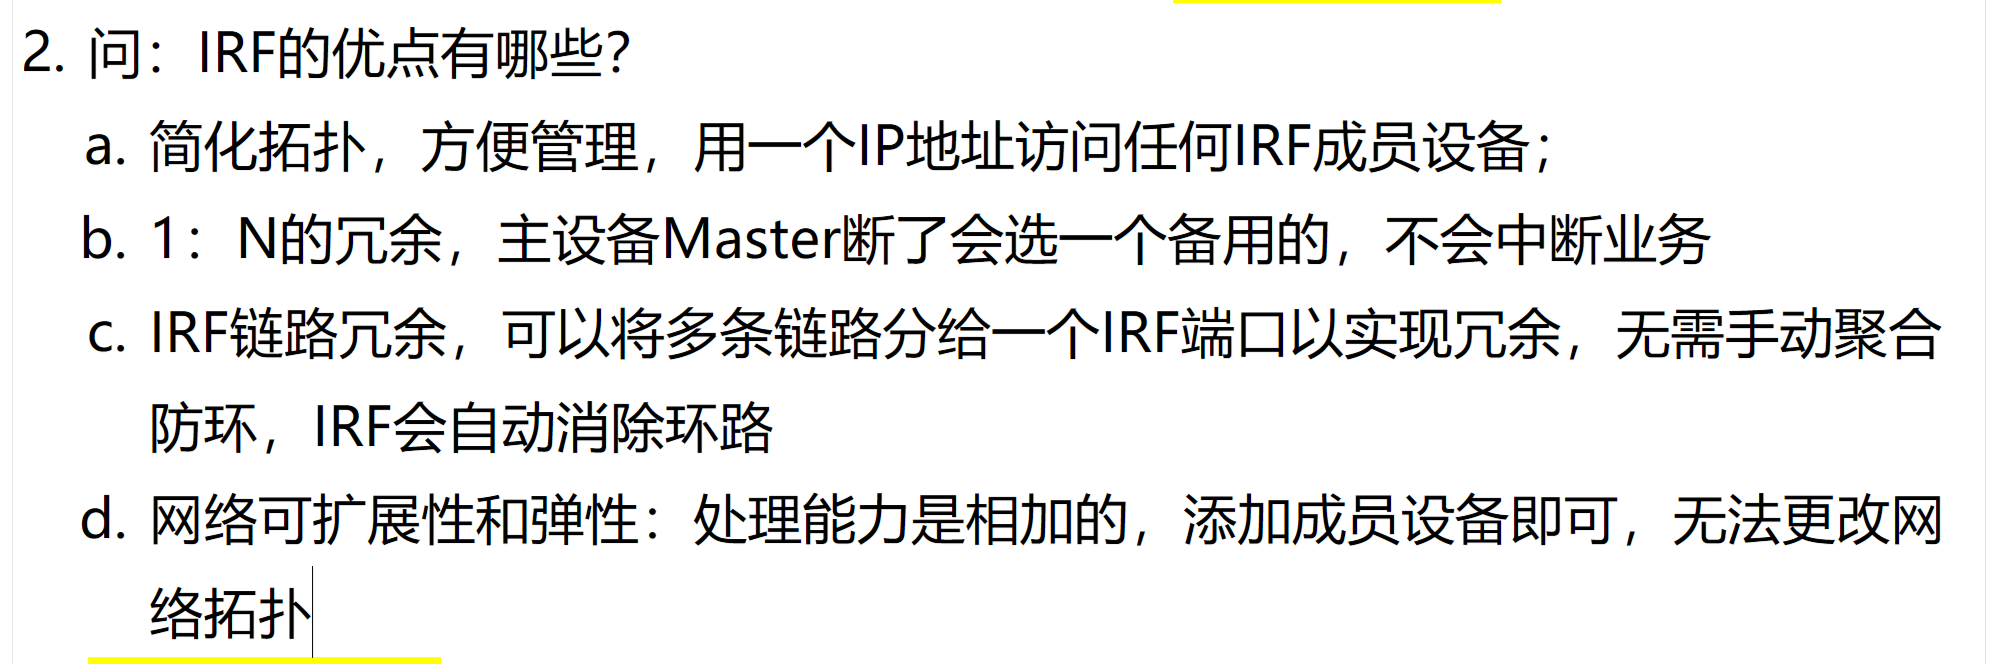 2. 问：IRF的优点有哪些？
a. 简化拓扑，方便管理，用一个IP地址访问任何IRF成员设备；
b. 1：N的冗余，主设备Master断了会选一个备用的，不会中断业务
c. IRF链路冗余，可以将多条链路分给一个IRF端口以实现冗余，无需手动聚合
防环，IRF会自动消除环路
d. 网络可扩展性和弹性：处理能力是相加的，添加成员设备即可，无法更改网
络拓扑